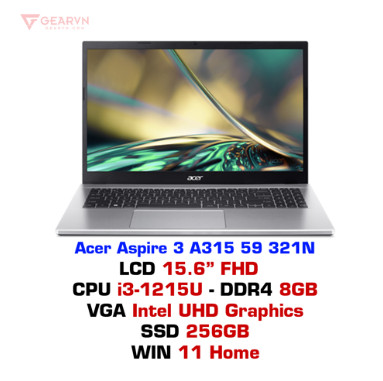 GEARVN
acer
Acer Aspire 3 A315 59 321N
LCD 15.6” FHD
CPU i3-1215U - DDR4 8GB
VGA Intel UHD Graphics
SSD 256GB
WIN 11 Home